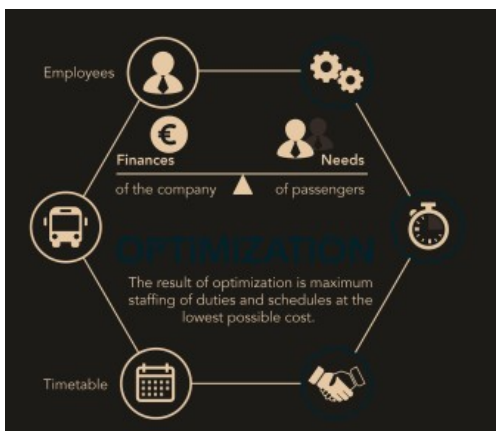 Employees
€
Finances
Needs
of the company
of passengers
OPTIMIZATION
The result of optimization is maximum
staffing of duties and schedules at the
lowest possible cost.
Timetable